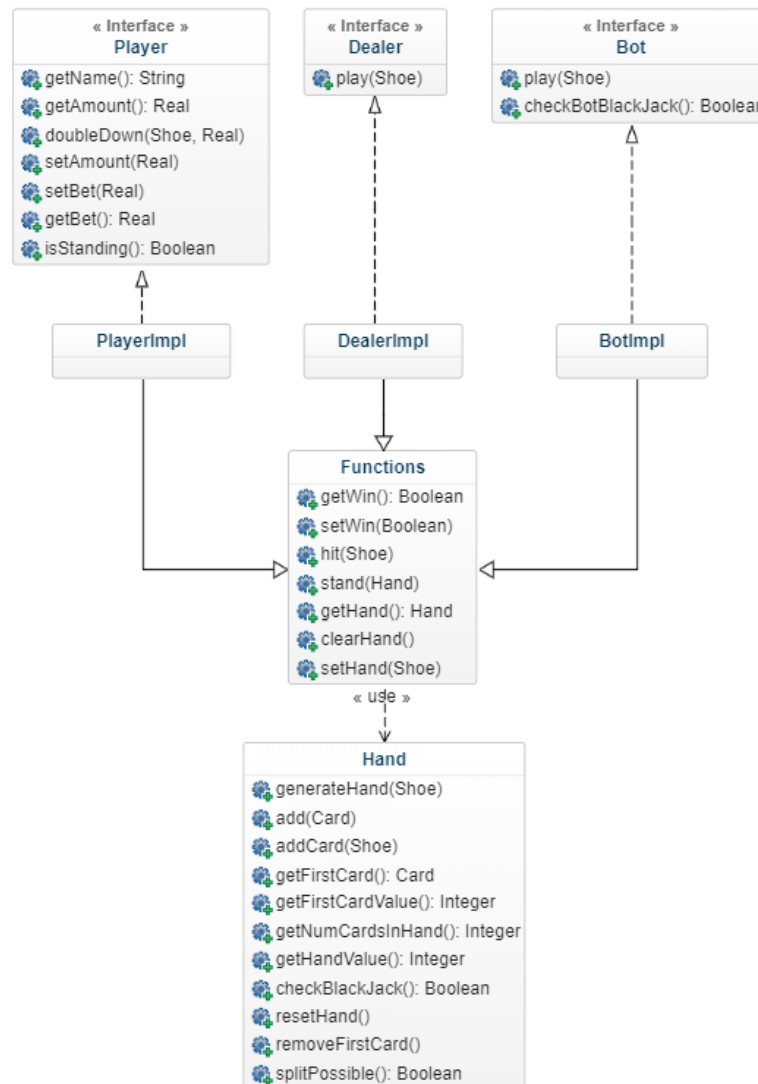 « Interface »
Player
getName(): String
getAmount(): Real
doubleDown(Shoe, Real)
setAmount(Real)
setBet(Real)
getBet(): Real
isStanding(): Boolean
« Interface »
Dealer
play(Shoe)
« Interface »
Bot
play(Shoe)
checkBotBlackJack(): Boolean
PlayerImpl
DealerImpl
BotImpl
Functions
getWin(): Boolean
setWin(Boolean)
hit(Shoe)
stand(Hand)
getHand(): Hand
clearHand()
setHand(Shoe)
« use »
Hand
generateHand(Shoe)
add(Card)
addCard(Shoe)
getFirstCard(): Card
getFirstCardValue(): Integer
getNumCardsInHand(): Integer
getHandValue(): Integer
checkBlackJack(): Boolean
resetHand()
removeFirstCard()
splitPossible(): Boolean